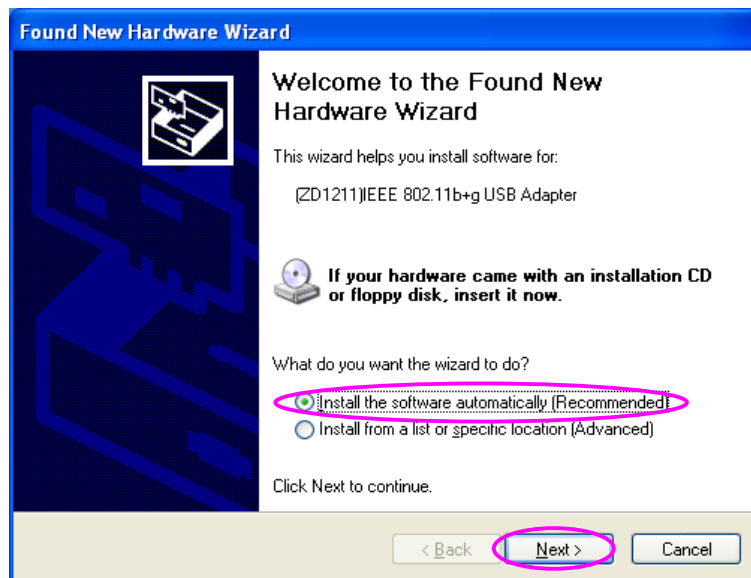 Found New Hardware Wizard
Welcome to the Found New
Hardware Wizard
This wizard helps you install software for:
(ZD1211)IEEE 802.11b+g USB Adapter
If your hardware came with an installation CD
or floppy disk, insert it now.
What do you want the wizard to do?
Install the software automatically (Recommended)
Install from a list or specific location (Advanced)
Click Next to continue.
< Back Next > Cancel